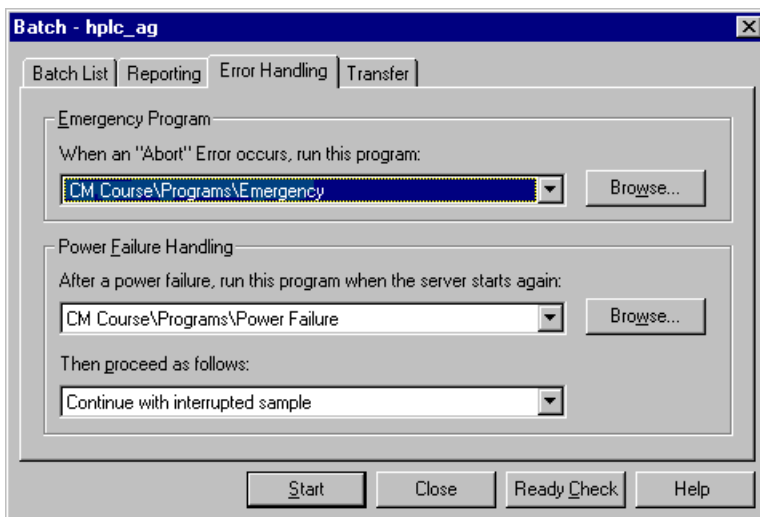 Batch - hplc_ag
Batch List Reporting Error Handling Transfer
Emergency Program
When an "Abort" Error occurs, run this program:
CM Course\Programs\Emergency Browse...
Power Failure Handling
After a power failure, run this program when the server starts again:
CM Course\Programs\Power Failure Browse...
Then proceed as follows:
Continue with interrupted sample
Start Close Ready Check Help